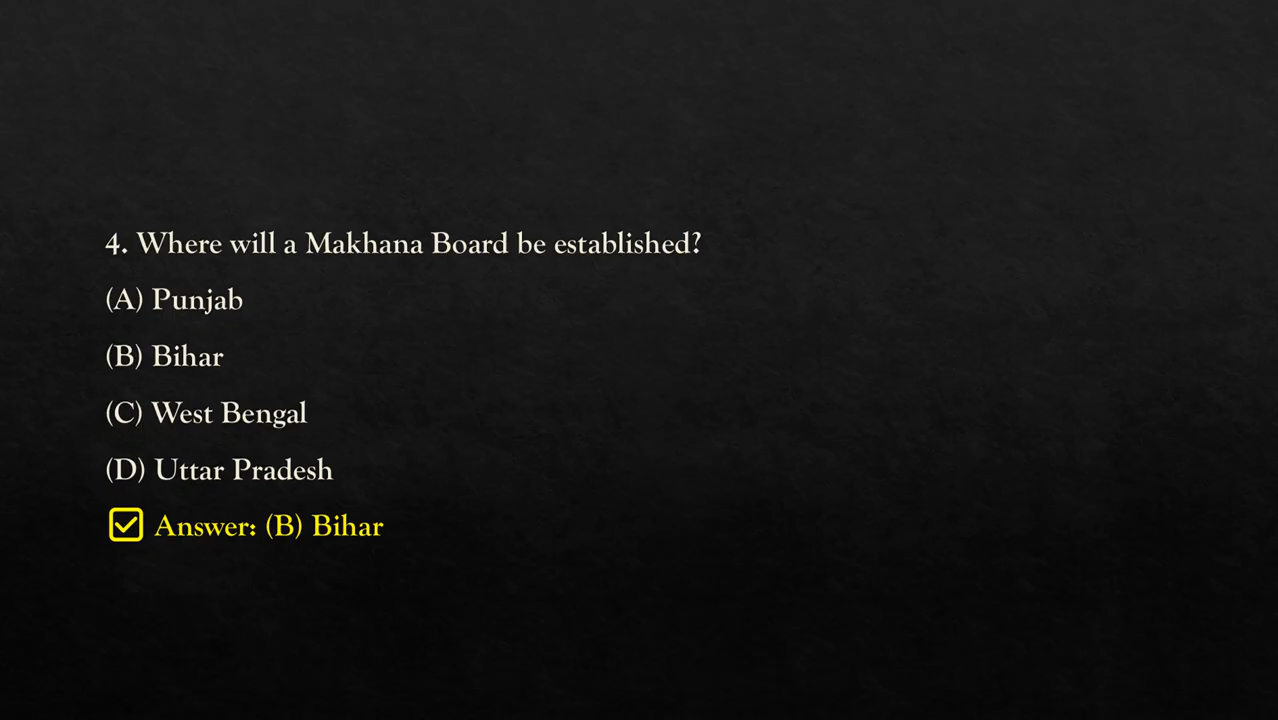 4. Where will a Makhana Board be established?
(A) Punjab
(B) Bihar
(C) West Bengal
(D) Uttar Pradesh
☑ Answer: (B) Bihar